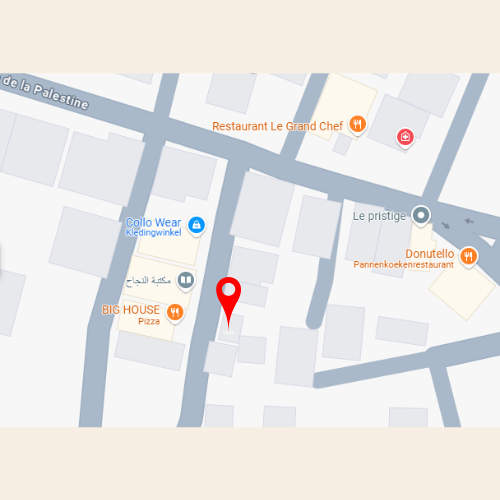 de la Palestine
Restaurant Le Grand Chef
Le pristige
Collo Wear
Kledingwinkel
Donutello
Pannenkoekenrestaurant
مكتبة النجاح
BIG HOUSE
Pizza